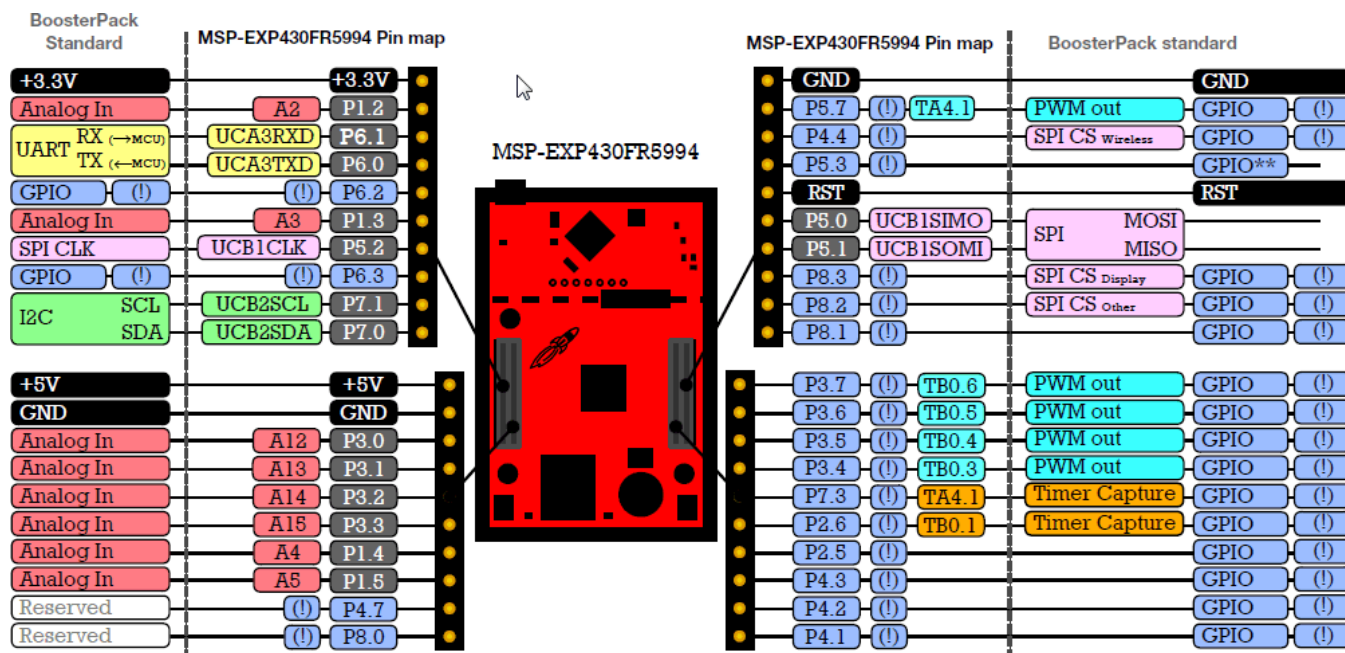 BoosterPack
Standard
MSP-EXP430FR5994 Pin map
+3.3V +3.3V
Analog In A2 P1.2
UART RX (→MCU) UCA3RXD P6.1
TX (←MCU) UCA3TXD P6.0
GPIO (!) (!) P6.2
Analog In A3 P1.3
SPI CLK UCB1CLK P5.2
GPIO (!) (!) P6.3
I2C SCL UCB2SCL P7.1
SDA UCB2SDA P7.0
+5V +5V
GND GND
Analog In A12 P3.0
Analog In A13 P3.1
Analog In A14 P3.2
Analog In A15 P3.3
Analog In A4 P1.4
Analog In A5 P1.5
Reserved (!) P4.7
Reserved (!) P8.0
MSP-EXP430FR5994
MSP-EXP430FR5994 Pin map
BoosterPack standard
GND GND
P5.7 (!) TA4.1 PWM out GPIO (!)
P4.4 (!) SPI CS Wireless GPIO (!)
P5.3 (!) GPIO**
RST RST
P5.0 UCB1SIMO SPI MOSI
P5.1 UCB1SOMI MISO
P8.3 (!) SPI CS Display GPIO (!)
P8.2 (!) SPI CS Other GPIO (!)
P8.1 (!) GPIO (!)
P3.7 (!) TB0.6 PWM out GPIO (!)
P3.6 (!) TB0.5 PWM out GPIO (!)
P3.5 (!) TB0.4 PWM out GPIO (!)
P3.4 (!) TB0.3 PWM out GPIO (!)
P7.3 (!) TA4.1 Timer Capture GPIO (!)
P2.6 (!) TB0.1 Timer Capture GPIO (!)
P2.5 (!) GPIO (!)
P4.3 (!) GPIO (!)
P4.2 (!) GPIO (!)
P4.1 (!) GPIO (!)